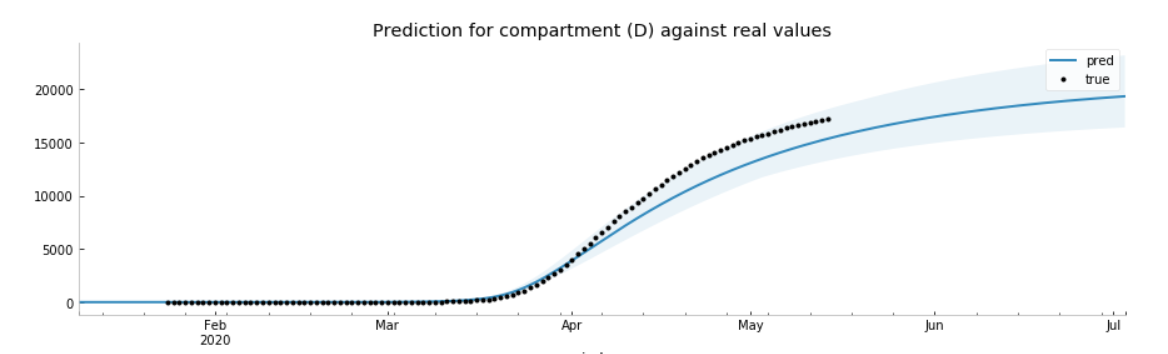 Prediction for compartment (D) against real values
pred
true
20000
15000
10000
5000
0
Feb Mar Apr May Jun Jul
2020